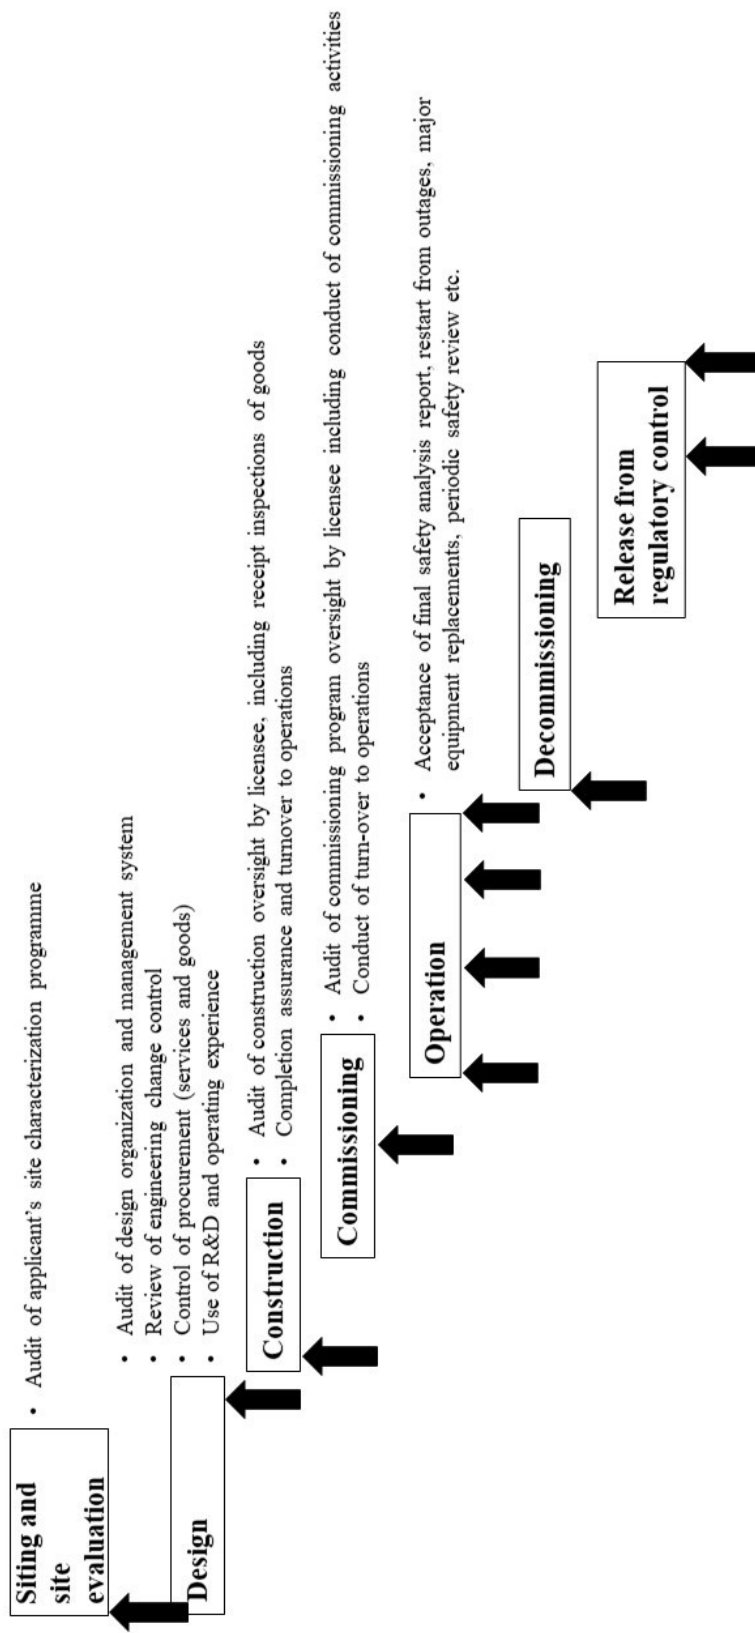 Siting and
site
evaluation
• Audit of applicant’s site characterization programme
Design
• Audit of design organization and management system
• Review of engineering change control
• Control of procurement (services and goods)
• Use of R&D and operating experience
Construction
• Audit of construction oversight by licensee, including receipt inspections of goods
• Completion assurance and turnover to operations
Commissioning
• Audit of commissioning program oversight by licensee including conduct of commissioning activities
• Conduct of turn-over to operations
Operation
• Acceptance of final safety analysis report, restart from outages, major
equipment replacements, periodic safety review etc.
Decommissioning
Release from
regulatory control